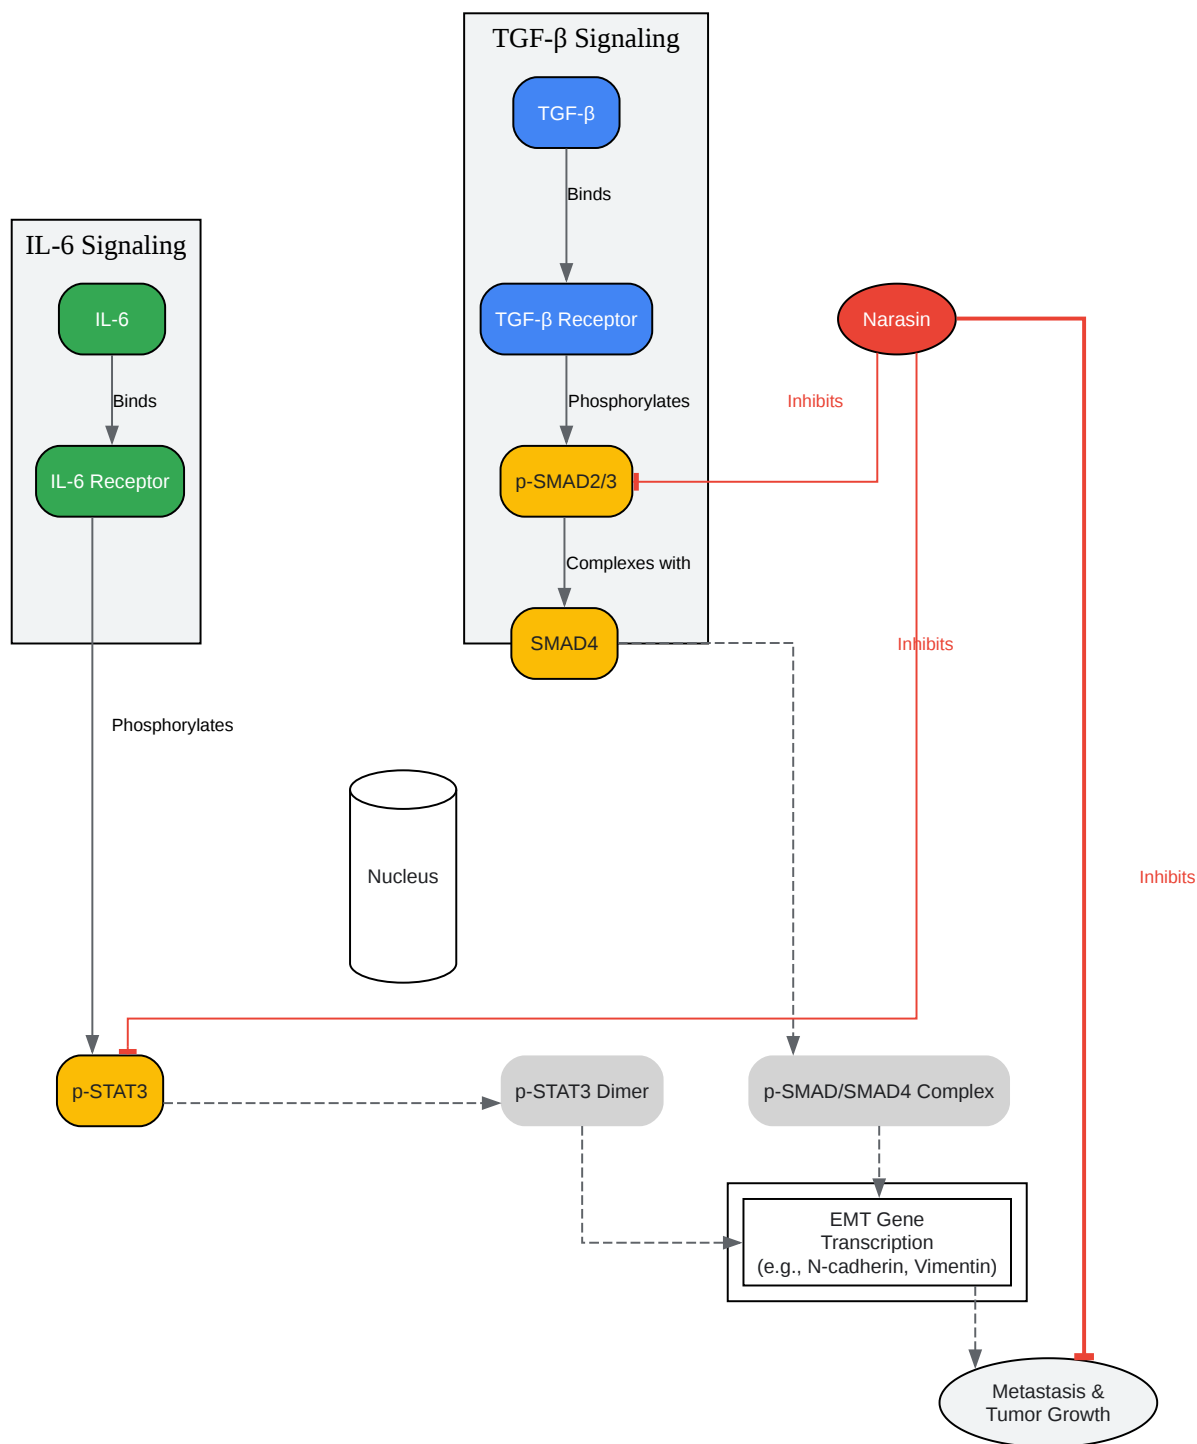 TGF-β Signaling
TGF-β
Binds
IL-6 Signaling
IL-6
TGF-β Receptor
Narasin
Binds
Phosphorylates
Inhibits
IL-6 Receptor
p-SMAD2/3
Complexes with
SMAD4
Inhibits
Phosphorylates
Nucleus
Inhibits
p-STAT3
p-STAT3 Dimer
p-SMAD/SMAD4 Complex
EMT Gene
Transcription
(e.g., N-cadherin, Vimentin)
Metastasis &
Tumor Growth